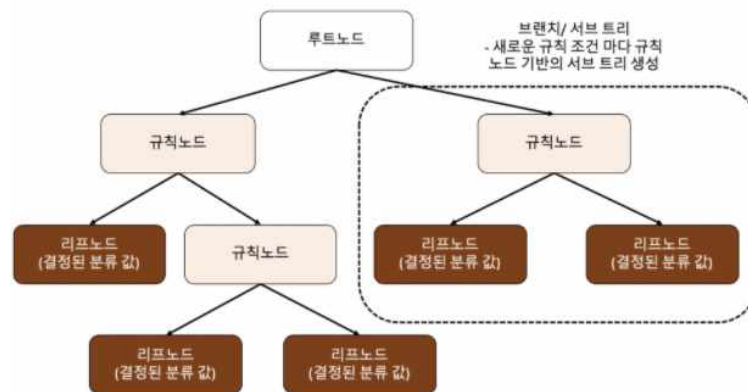 루트노드
브랜치/ 서브 트리
- 새로운 규칙 조건 마다 규칙
노드 기반의 서브 트리 생성
규칙노드
규칙노드
리프노드
(결정된 분류 값)
규칙노드
리프노드
(결정된 분류 값)
리프노드
(결정된 분류 값)
리프노드
(결정된 분류 값)
리프노드
(결정된 분류 값)